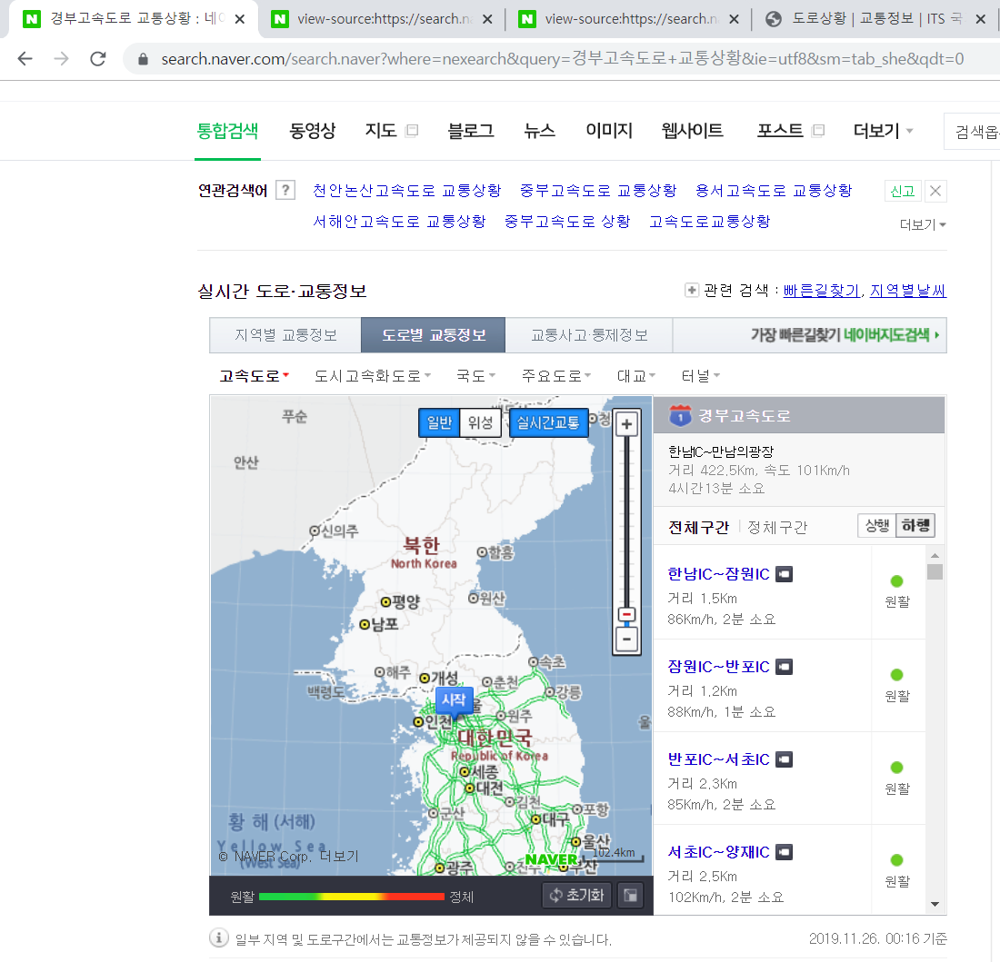 경부고속도로 교통상황 : 네이
view-source:https://search.na
view-source:https://search.na
도로상황 | 교통정보 | ITS 국
search.naver.com/search.naver?where=nexearch&query=경부고속도로+교통상황&ie=utf8&sm=tab_she&qdt=0
통합검색 동영상 지도 블로그 뉴스 이미지 웹사이트 포스트 더보기 검색옵
연관검색어 ? 천안논산고속도로 교통상황 중부고속도로 교통상황 용서고속도로 교통상황 신고
서해안고속도로 교통상황 중부고속도로 상황 고속도로교통상황 더보기
실시간 도로·교통정보 관련 검색 : 빠른길찾기, 지역별날씨
지역별 교통정보 도로별 교통정보 교통사고·통제정보 가장 빠른길찾기 네이버지도검색
고속도로 도시고속화도로 국도 주요도로 대교 터널
일반 위성 실시간교통
푸순
안산
신의주
북한
North Korea
함흥
평양
원산
남포
해주
개성
속초
백령도
춘천
강릉
시작
인천
원주
대한민국
Republic of Korea
세종
대전
김천
군산
포항
대구
황 해 (서해)
Yellow Sea
(West Sea)
울산
© NAVER Corp. 더보기
NAVER
102.4km
광주
부산
원활 정체 초기화
1 경부고속도로
한남IC~만남의광장
거리 422.5Km, 속도 101Km/h
4시간13분 소요
전체구간 정체구간 상행 하행
한남IC~잠원IC
거리 1.5Km
86Km/h, 2분 소요
원활
잠원IC~반포IC
거리 1.2Km
88Km/h, 1분 소요
원활
반포IC~서초IC
거리 2.3Km
85Km/h, 2분 소요
원활
서초IC~양재IC
거리 2.5Km
102Km/h, 2분 소요
원활
일부 지역 및 도로구간에서는 교통정보가 제공되지 않을 수 있습니다.
2019.11.26. 00:16 기준